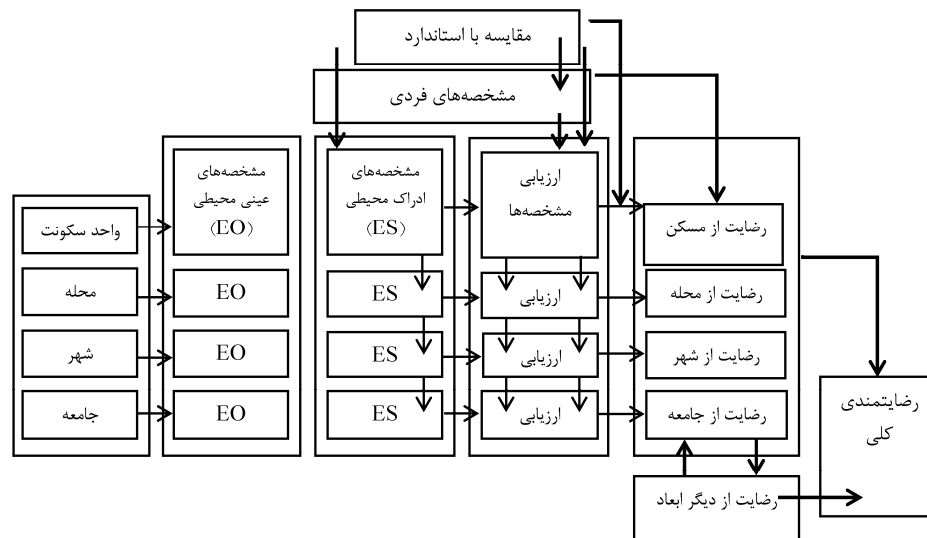 مقایسه با استاندارد
مشخصه‌های فردی
واحد سکونت
محله
شهر
جامعه
مشخصه‌های
عینی محیطی
(EO)
EO
EO
EO
مشخصه‌های
ادراک محیطی
(ES)
ES
ES
ES
ارزیابی
مشخصه‌ها
ارزیابی
ارزیابی
ارزیابی
رضایت از مسکن
رضایت از محله
رضایت از شهر
رضایت از جامعه
رضایت از دیگر ابعاد
رضایتمندی
کلی